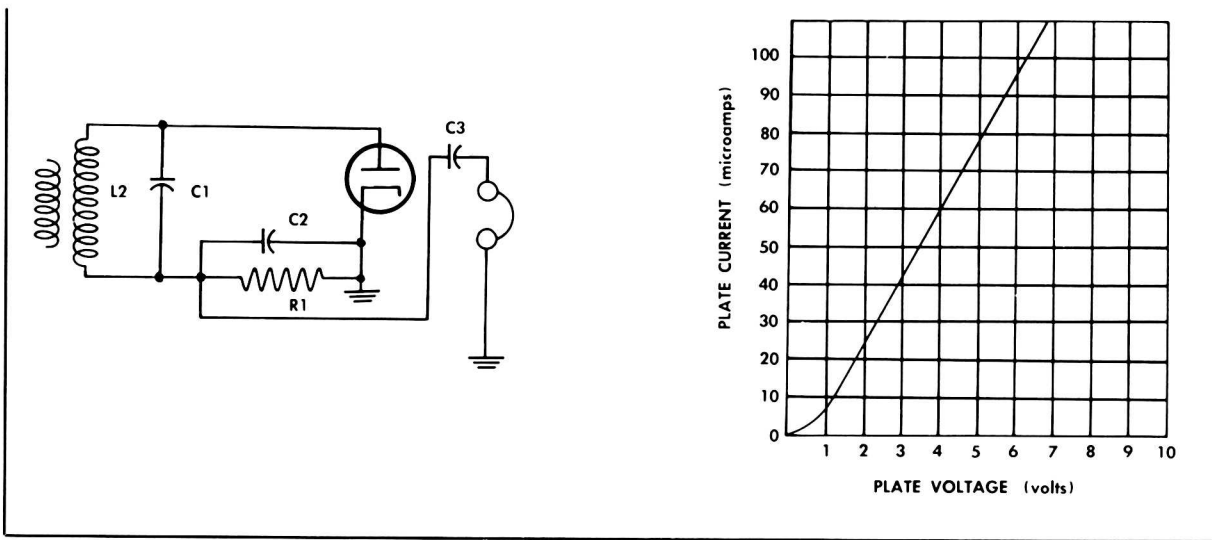 C3
L2
C1
C2
R1
PLATE CURRENT (microamps)
100
90
80
70
60
50
40
30
20
10
0
1 2 3 4 5 6 7 8 9 10
PLATE VOLTAGE (volts)